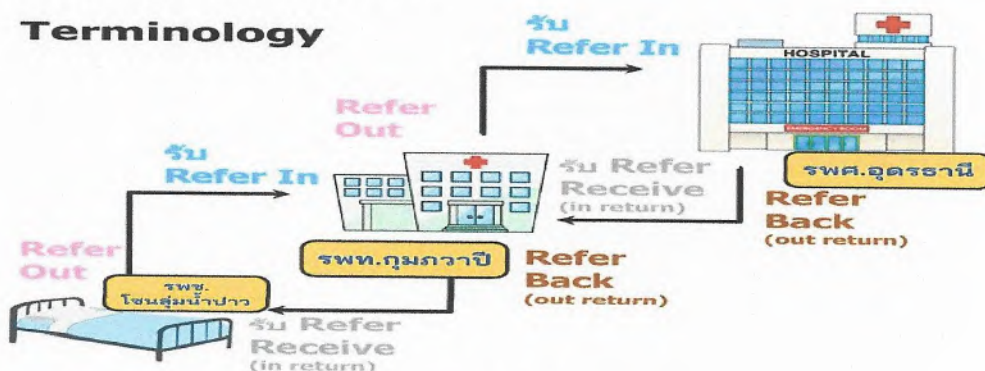 Terminology
รับ
Refer In
HOSPITAL
EMERGENCY ROOM
Refer
Out
รพศ.อุดรธานี
รับ
Refer In
รับ Refer
Receive
(in return)
Refer
Back
(out return)
Refer
Out
รพท.กุมภวาปี
Refer
Back
(out return)
รพช.
โซนลุ่มน้ำปาว
รับ Refer
Receive
(in return)